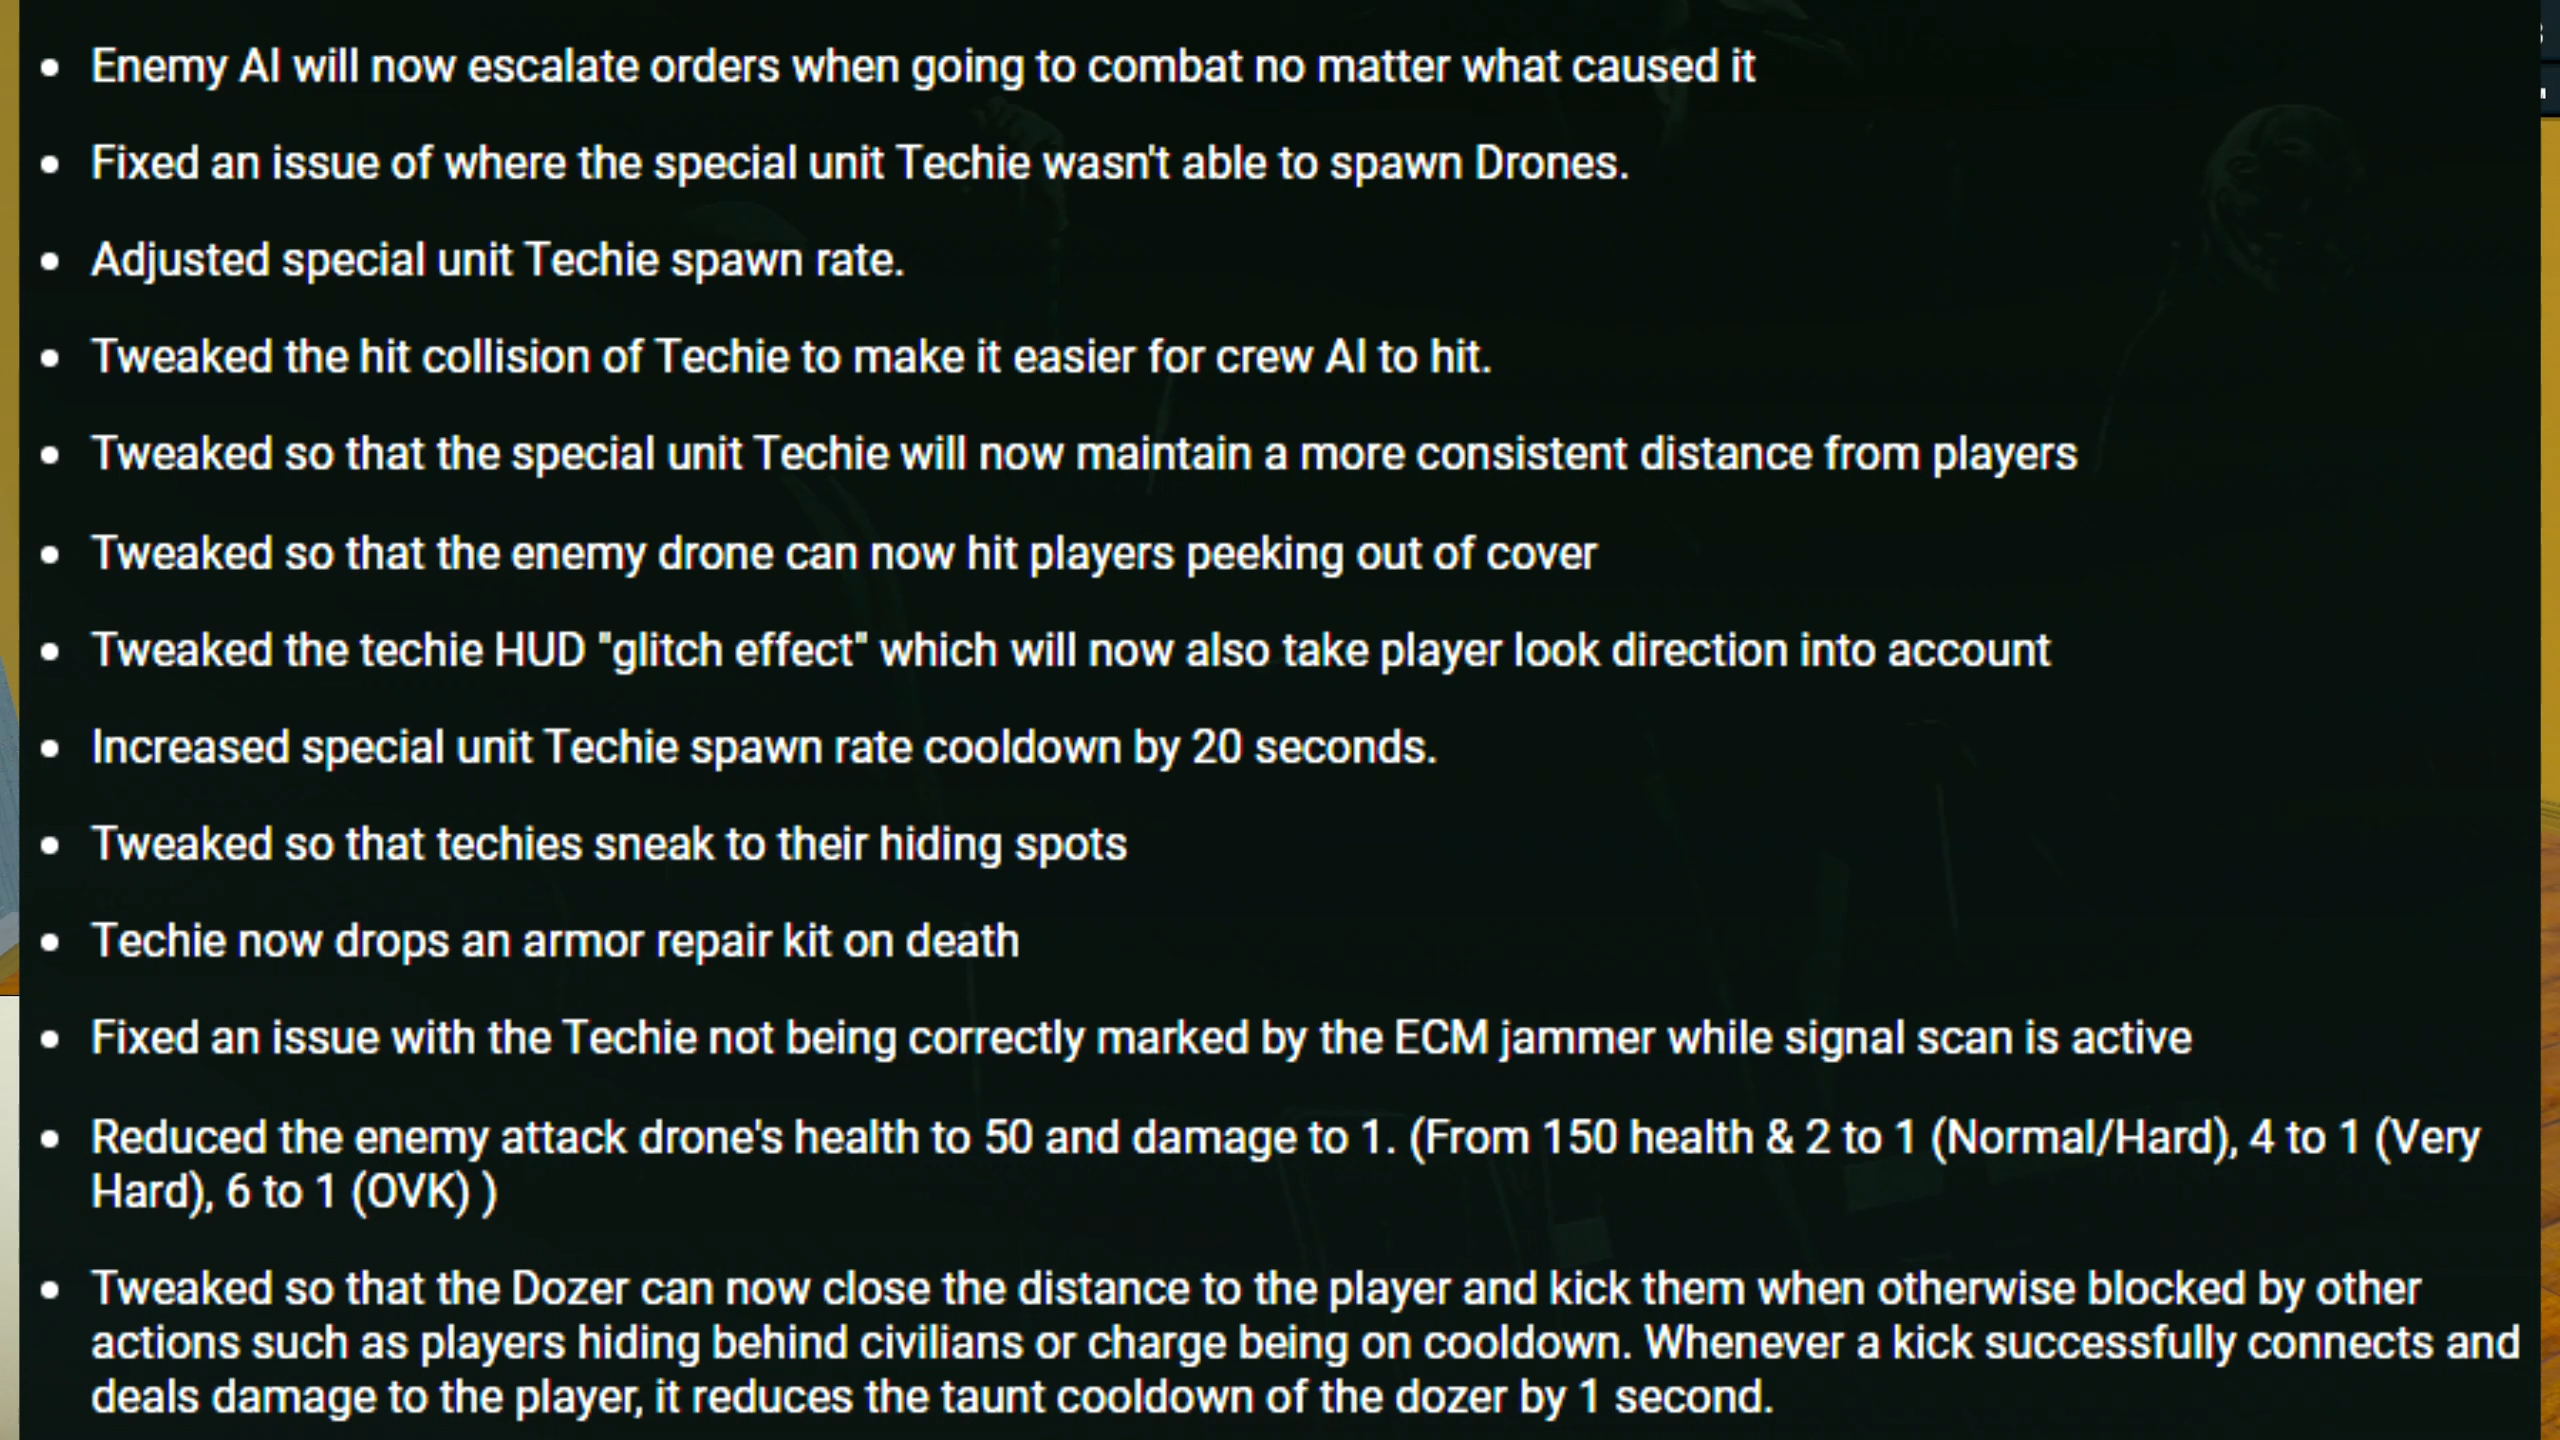 • Enemy AI will now escalate orders when going to combat no matter what caused it
• Fixed an issue of where the special unit Techie wasn't able to spawn Drones.
• Adjusted special unit Techie spawn rate.
• Tweaked the hit collision of Techie to make it easier for crew AI to hit.
• Tweaked so that the special unit Techie will now maintain a more consistent distance from players
• Tweaked so that the enemy drone can now hit players peeking out of cover
• Tweaked the techie HUD "glitch effect" which will now also take player look direction into account
• Increased special unit Techie spawn rate cooldown by 20 seconds.
• Tweaked so that techies sneak to their hiding spots
• Techie now drops an armor repair kit on death
• Fixed an issue with the Techie not being correctly marked by the ECM jammer while signal scan is active
• Reduced the enemy attack drone's health to 50 and damage to 1. (From 150 health & 2 to 1 (Normal/Hard), 4 to 1 (Very
Hard), 6 to 1 (OVK) )
• Tweaked so that the Dozer can now close the distance to the player and kick them when otherwise blocked by other
actions such as players hiding behind civilians or charge being on cooldown. Whenever a kick successfully connects and
deals damage to the player, it reduces the taunt cooldown of the dozer by 1 second.